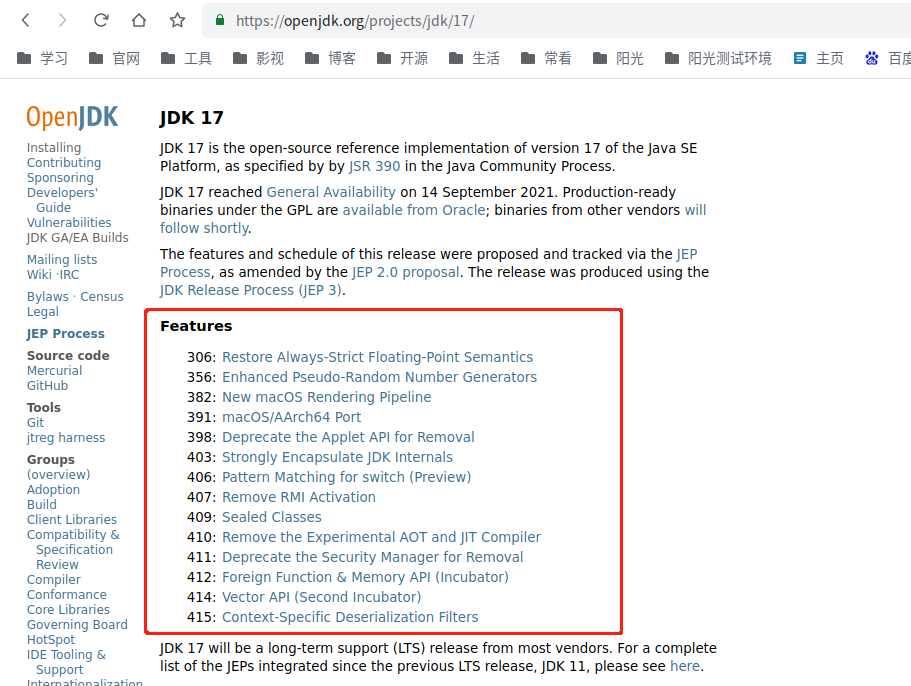 https://openjdk.org/projects/jdk/17/
学习 官网 工具 影视 博客 开源 生活 常看 阳光 阳光测试环境 主页 百度
OpenJDK
Installing
Contributing
Sponsoring
Developers'
Guide
Vulnerabilities
JDK GA/EA Builds
Mailing lists
Wiki · IRC
Bylaws · Census
Legal
JEP Process
Source code
Mercurial
GitHub
Tools
Git
jtreg harness
Groups
(overview)
Adoption
Build
Client Libraries
Compatibility &
Specification
Review
Compiler
Conformance
Core Libraries
Governing Board
HotSpot
IDE Tooling &
Support
Internationalization
JDK 17
JDK 17 is the open-source reference implementation of version 17 of the Java SE
Platform, as specified by by JSR 390 in the Java Community Process.
JDK 17 reached General Availability on 14 September 2021. Production-ready
binaries under the GPL are available from Oracle; binaries from other vendors will
follow shortly.
The features and schedule of this release were proposed and tracked via the JEP
Process, as amended by the JEP 2.0 proposal. The release was produced using the
JDK Release Process (JEP 3).
Features
306: Restore Always-Strict Floating-Point Semantics
356: Enhanced Pseudo-Random Number Generators
382: New macOS Rendering Pipeline
391: macOS/AArch64 Port
398: Deprecate the Applet API for Removal
403: Strongly Encapsulate JDK Internals
406: Pattern Matching for switch (Preview)
407: Remove RMI Activation
409: Sealed Classes
410: Remove the Experimental AOT and JIT Compiler
411: Deprecate the Security Manager for Removal
412: Foreign Function & Memory API (Incubator)
414: Vector API (Second Incubator)
415: Context-Specific Deserialization Filters
JDK 17 will be a long-term support (LTS) release from most vendors. For a complete
list of the JEPs integrated since the previous LTS release, JDK 11, please see here.